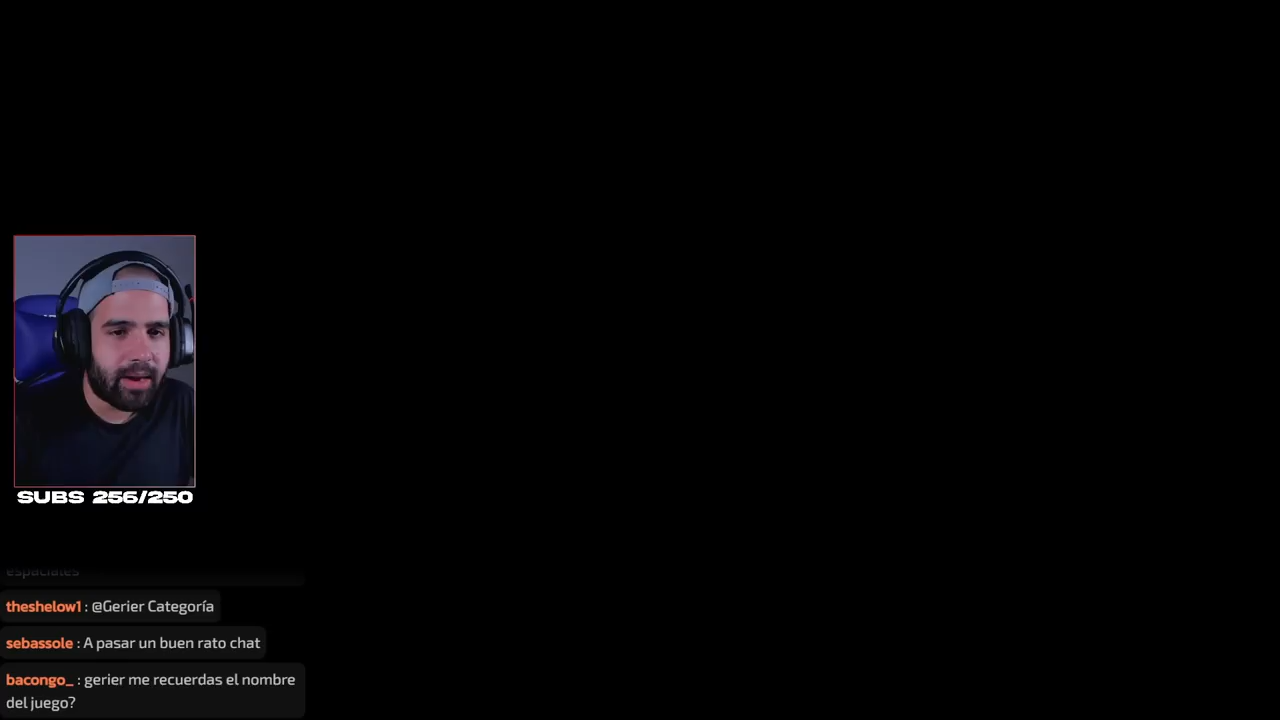 SUBS 256/250
espaciales
theshelow1 : @Gerier Categoría
sebassole : A pasar un buen rato chat
bacongo_ : gerier me recuerdas el nombre
del juego?